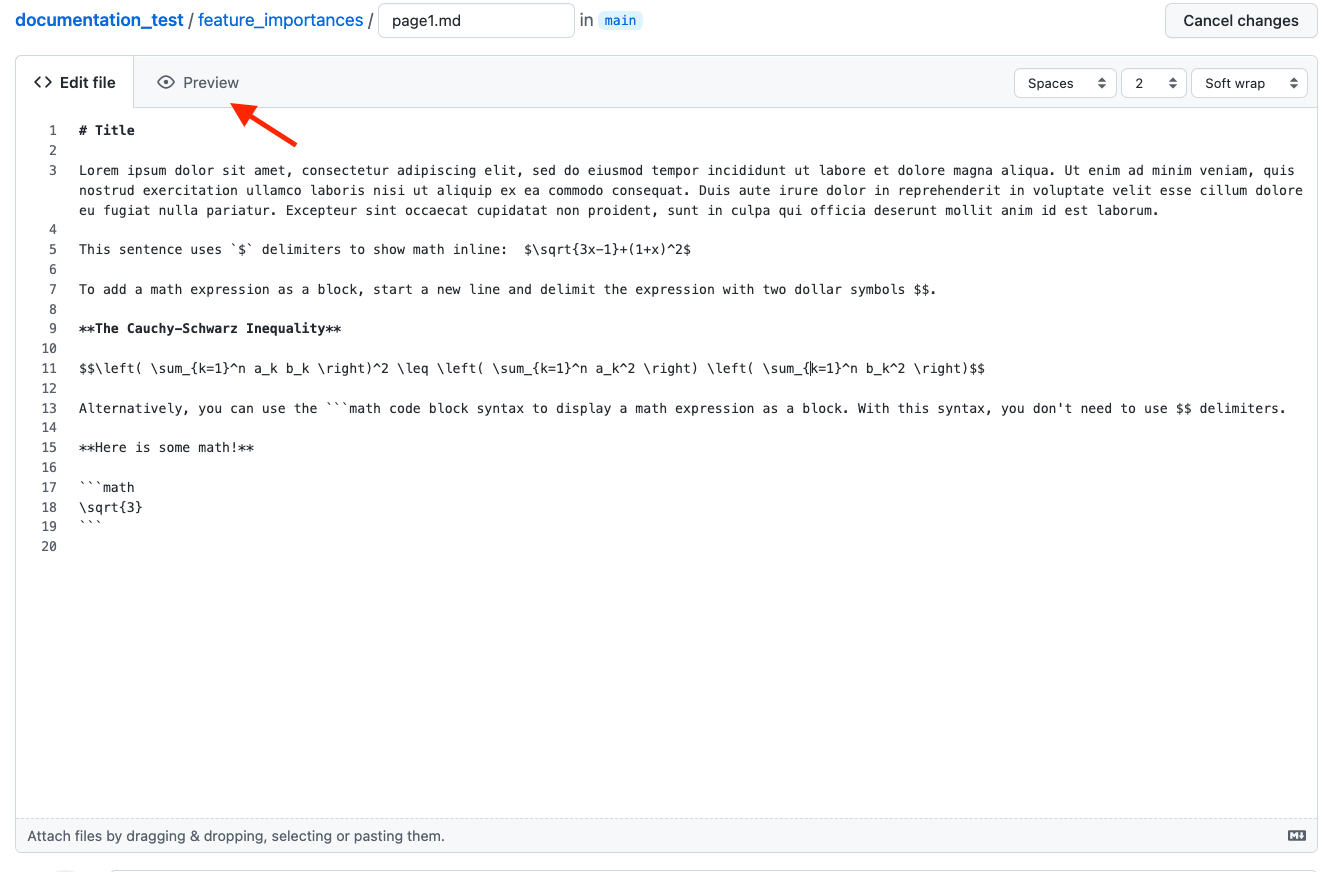 documentation_test / feature_importances / page1.md in main Cancel changes
Edit file Preview Spaces 2 Soft wrap
1 # Title
2
3 Lorem ipsum dolor sit amet, consectetur adipiscing elit, sed do eiusmod tempor incididunt ut labore et dolore magna aliqua. Ut enim ad minim veniam, quis
nostrud exercitation ullamco laboris nisi ut aliquip ex ea commodo consequat. Duis aute irure dolor in reprehenderit in voluptate velit esse cillum dolore
eu fugiat nulla pariatur. Excepteur sint occaecat cupidatat non proident, sunt in culpa qui officia deserunt mollit anim id est laborum.
4
5 This sentence uses `$` delimiters to show math inline:  $\sqrt{3x-1}+(1+x)^2$
6
7 To add a math expression as a block, start a new line and delimit the expression with two dollar symbols $$.
8
9 **The Cauchy-Schwarz Inequality**
10
11 $$\left( \sum_{k=1}^n a_k b_k \right)^2 \leq \left( \sum_{k=1}^n a_k^2 \right) \left( \sum_{k=1}^n b_k^2 \right)$$
12
13 Alternatively, you can use the ```math code block syntax to display a math expression as a block. With this syntax, you don't need to use $$ delimiters.
14
15 **Here is some math!**
16
17 ```math
18 \sqrt{3}
19 ```
20
Attach files by dragging & dropping, selecting or pasting them.